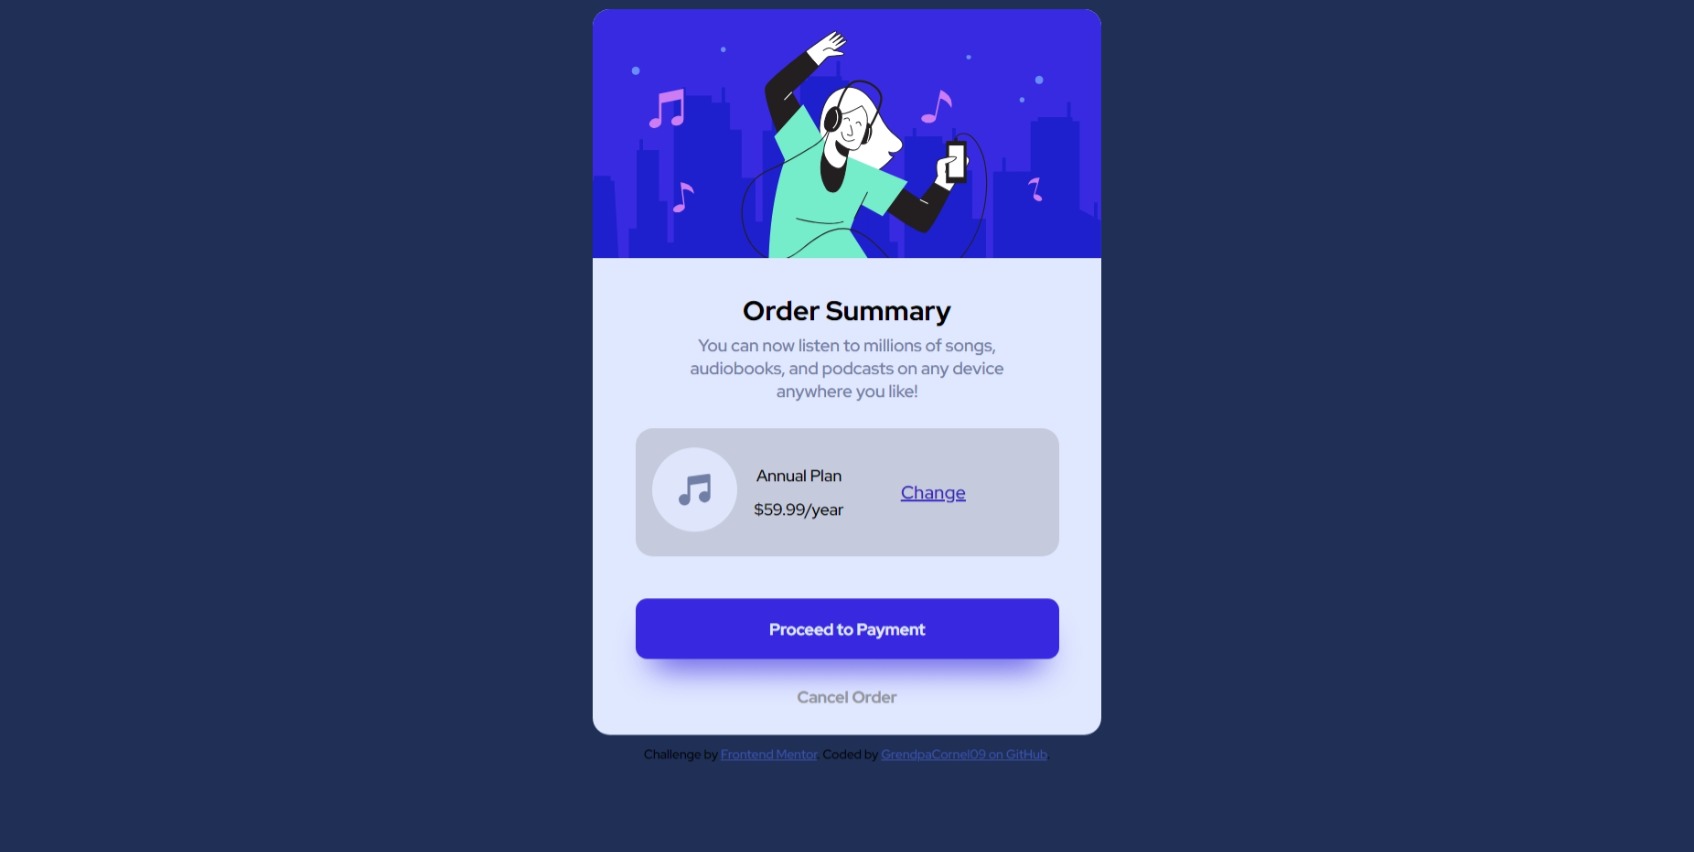 Order Summary
You can now listen to millions of songs,
audiobooks, and podcasts on any device
anywhere you like!
Annual Plan
$59.99/year
Change
Proceed to Payment
Cancel Order
Challenge by Frontend Mentor. Coded by GrendpaCornel09 on GitHub.